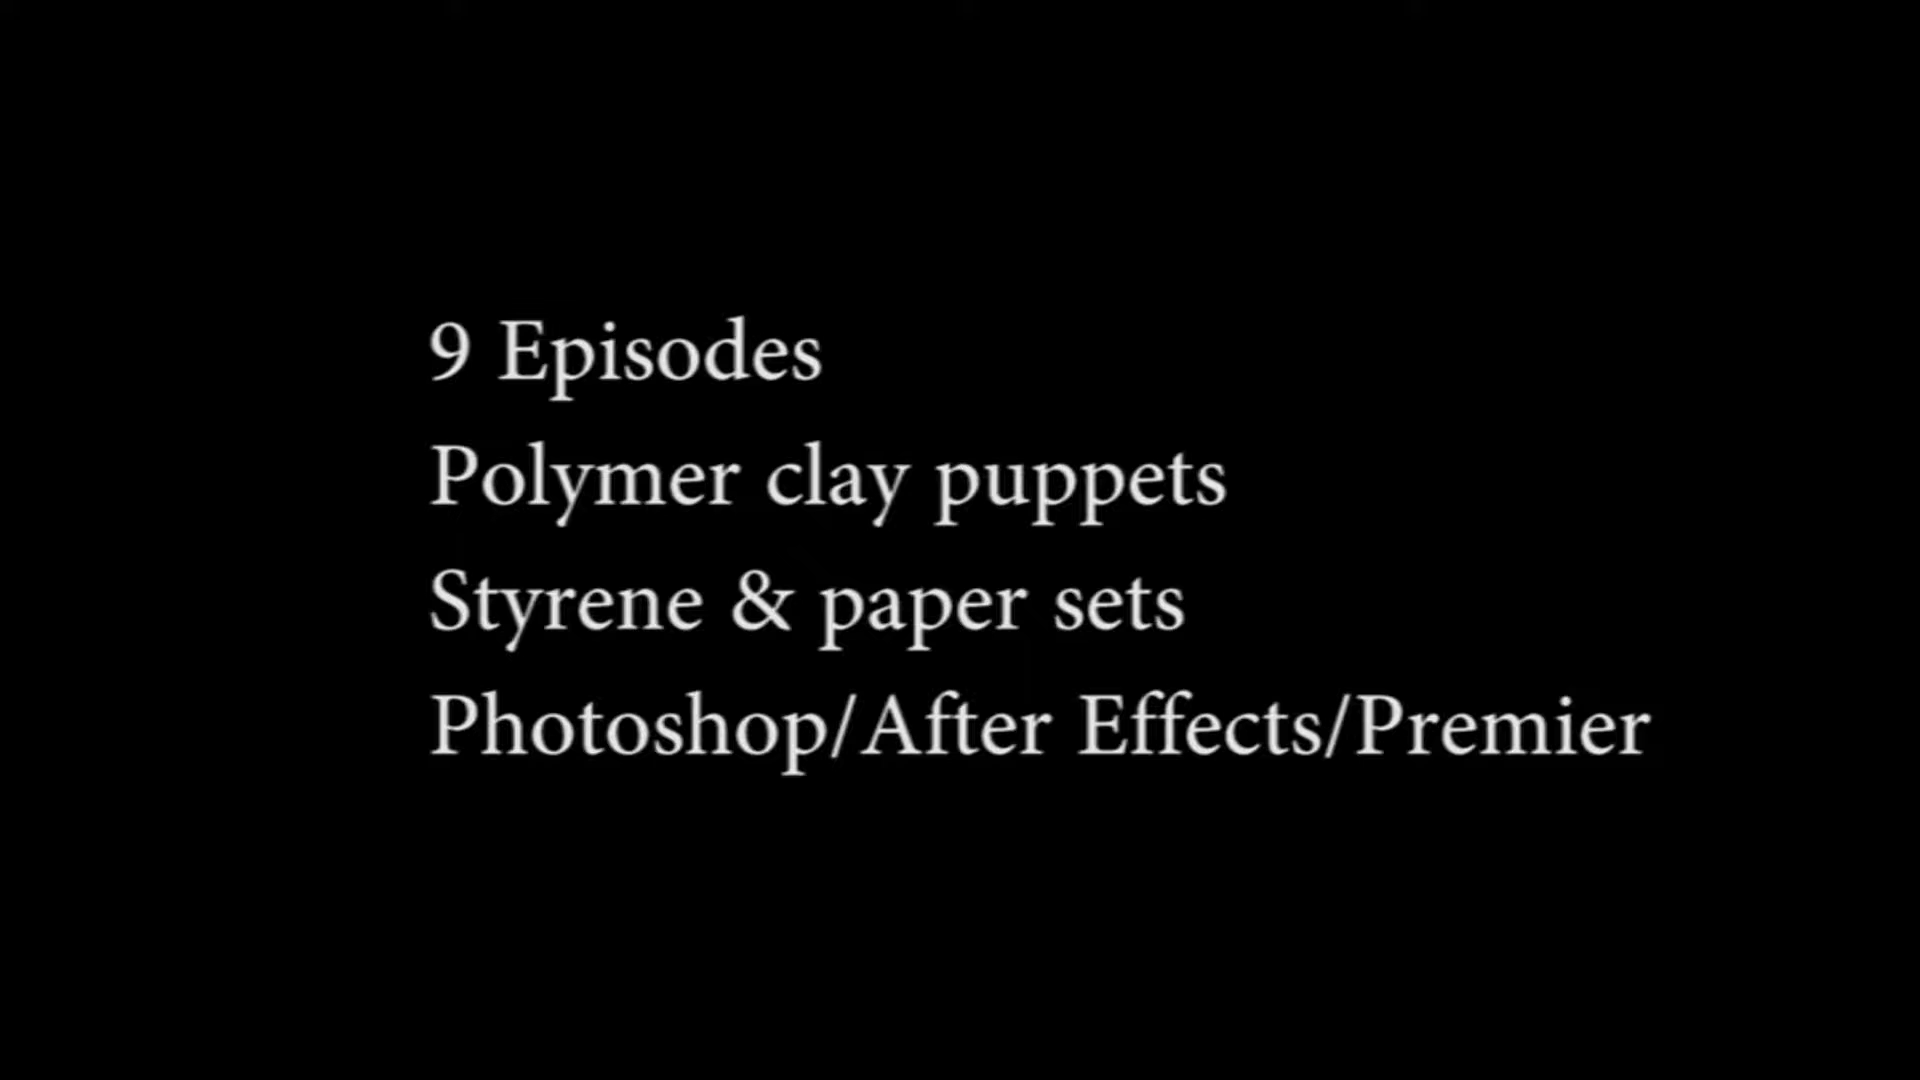 9 Episodes
Polymer clay puppets
Styrene & paper sets
Photoshop/After Effects/Premier